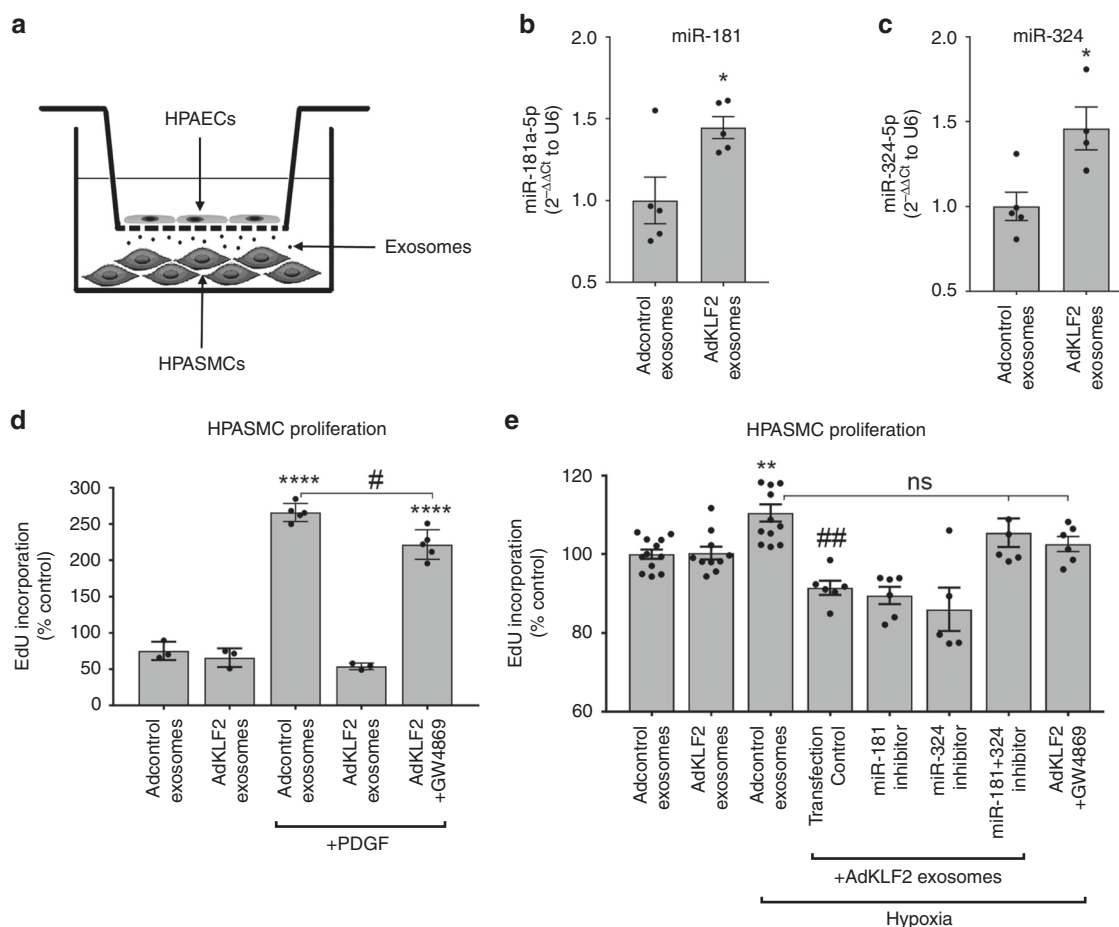 a
HPAECs
Exosomes
HPASMCs
b
miR-181
miR-181a-5p
(2⁻ΔΔCt to U6)
2.0
1.5
1.0
0.5
*
Adcontrol
exosomes
AdKLF2
exosomes
c
miR-324
miR-324-5p
(2⁻ΔΔCt to U6)
2.0
1.5
1.0
0.5
*
Adcontrol
exosomes
AdKLF2
exosomes
d
HPASMC proliferation
EdU incorporation
(% control)
300
250
200
150
100
50
0
****
#
****
Adcontrol
exosomes
AdKLF2
exosomes
Adcontrol
exosomes
AdKLF2
exosomes
AdKLF2
+GW4869
+PDGF
e
HPASMC proliferation
EdU incorporation
(% control)
120
100
80
60
**
##
ns
Adcontrol
exosomes
AdKLF2
exosomes
Adcontrol
exosomes
Transfection
Control
miR-181
inhibitor
miR-324
inhibitor
miR-181+324
inhibitor
AdKLF2
+GW4869
+AdKLF2 exosomes
Hypoxia